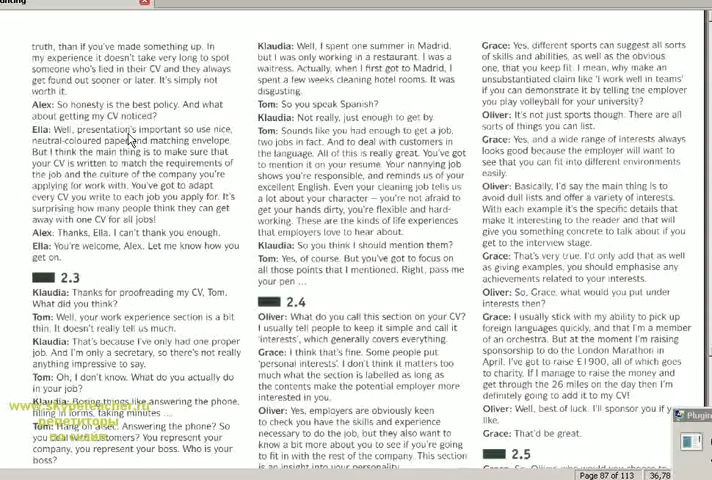 truth, than if you've made something up. In
my experience it doesn't take very long to spot
someone who's lied in their CV and they always
get found out sooner or later. It's simply not
worth it.
Alex: So honesty is the best policy. And what
about getting my CV noticed?
Ella: Well, presentation's important so use nice,
neutral-coloured paper and matching envelope.
But I think the main thing is to make sure that
your CV is written to match the requirements of
the job and the culture of the company you're
applying for work with. You've got to adapt
every CV you write to each job you apply for. It's
surprising how many people think they can get
away with one CV for all jobs!
Alex: Thanks, Ella. I can't thank you enough.
Ella: You're welcome, Alex. Let me know how you
get on.
2.3
Klaudia: Thanks for proofreading my CV, Tom.
What did you think?
Tom: Well, your work experience section is a bit
thin. It doesn't really tell us much.
Klaudia: That's because I've only had one proper
job. And I'm only a secretary, so there's not really
anything impressive to say.
Tom: Oh, I don't know. What do you actually do
in your job?
Klaudia: Boring things like answering the phone,
filling in forms, taking minutes ...
Tom: Hang on a sec. Answering the phone? So
you deal with customers? You represent your
company, you represent your boss. Who is your
boss?
www.skypeteacher.ru
репетиторы
по скайп
Klaudia: Well, I spent one summer in Madrid,
but I was only working in a restaurant. I was a
waitress. Actually, when I first got to Madrid, I
spent a few weeks cleaning hotel rooms. It was
disgusting.
Tom: So you speak Spanish?
Klaudia: Not really, just enough to get by.
Tom: Sounds like you had enough to get a job,
two jobs in fact. And to deal with customers in
the language. All of this is really great. You've got
to mention it on your resume. Your nannying job
shows you're responsible, and reminds us of your
excellent English. Even your cleaning job tells us
a lot about your character – you're not afraid to
get your hands dirty, you're flexible and hard-
working. These are the kinds of life experiences
that employers love to hear about.
Klaudia: So you think I should mention them?
Tom: Yes, of course. But you've got to focus on
all those points that I mentioned. Right, pass me
your pen ...
2.4
Oliver: What do you call this section on your CV?
I usually tell people to keep it simple and call it
'interests', which generally covers everything.
Grace: I think that's fine. Some people put
'personal interests'. I don't think it matters too
much what the section is labelled as long as
the contents make the potential employer more
interested in you.
Oliver: Yes, employers are obviously keen
to check you have the skills and experience
necessary to do the job, but they also want to
know a bit more about you to see if you're going
to fit in with the rest of the company. This section
is an insight into your personality.
Grace: Yes, different sports can suggest all sorts
of skills and abilities, as well as the obvious
one, that you keep fit. I mean, why make an
unsubstantiated claim like 'I work well in teams'
if you can demonstrate it by telling the employer
you play volleyball for your university?
Oliver: It's not just sports though. There are all
sorts of things you can list.
Grace: Yes, and a wide range of interests always
looks good because the employer will want to
see that you can fit into different environments
easily.
Oliver: Basically, I'd say the main thing is to
avoid dull lists and offer a variety of interests.
With each example it's the specific details that
make it interesting to the reader and that will
give you something concrete to talk about if you
get to the interview stage.
Grace: That's very true. I'd only add that as well
as giving examples, you should emphasise any
achievements related to your interests.
Oliver: So, Grace, what would you put under
interests then?
Grace: I usually stick with my ability to pick up
foreign languages quickly, and that I'm a member
of an orchestra. But at the moment I'm raising
sponsorship to do the London Marathon in
April. I've got to raise £1900, all of which goes
to charity. If I manage to raise the money and
get through the 26 miles on the day then I'm
definitely going to add it to my CV!
Oliver: Well, best of luck. I'll sponsor you if you
like.
Grace: That'd be great.
2.5
Plugin
Page 87 of 113
36,78